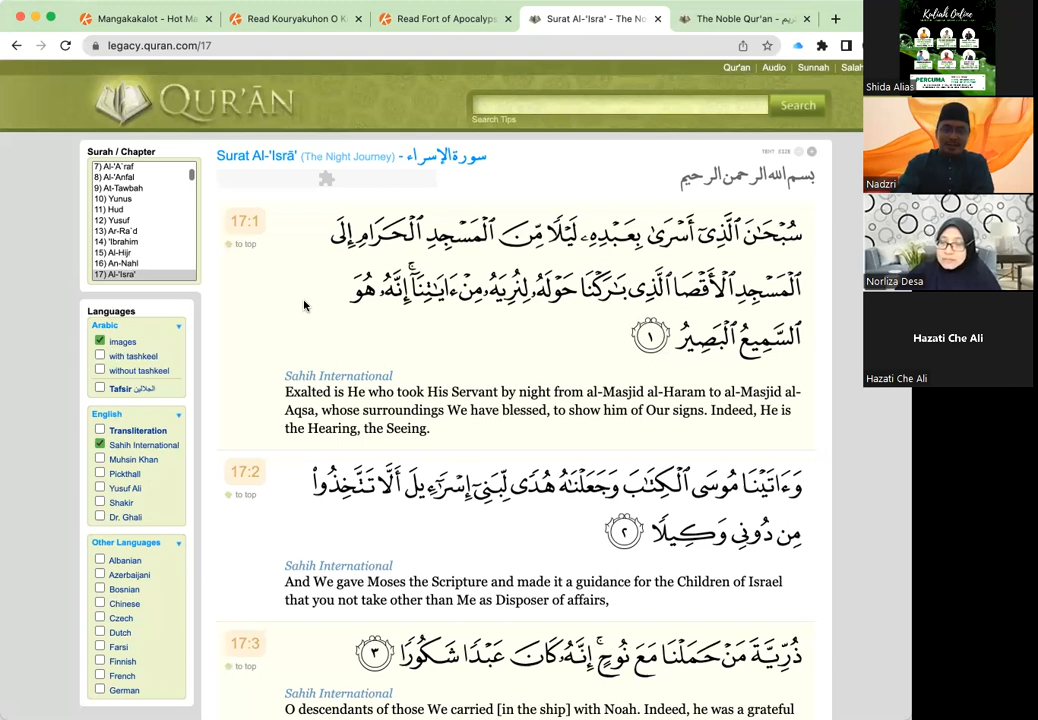 Mangakakalot - Hot Ma
Read Kouryakuhon O K
Read Fort of Apocalyps
Surat Al-'Isra' - The No
The Noble Qur'an - القرآن الكريم
legacy.quran.com/17
Qur'an | Audio | Sunnah | Salah
QUR'ĀN
Search
Search Tips
Surah / Chapter
7) Al-'A`raf
8) Al-'Anfal
9) At-Tawbah
10) Yunus
11) Hud
12) Yusuf
13) Ar-Ra`d
14) 'Ibrahim
15) Al-Hijr
16) An-Nahl
17) Al-'Isra'
Languages
Arabic
images
with tashkeel
without tashkeel
Tafsir الجلالين
English
Transliteration
Sahih International
Muhsin Khan
Pickthall
Yusuf Ali
Shakir
Dr. Ghali
Other Languages
Albanian
Azerbaijani
Bosnian
Chinese
Czech
Dutch
Farsi
Finnish
French
German
Surat Al-'Isrā' (The Night Journey) - سورة الإسراء
TEXT SIZE
بسم الله الرحمن الرحيم
17:1
to top
سُبْحَٰنَ ٱلَّذِىٓ أَسْرَىٰ بِعَبْدِهِۦ لَيْلًا مِّنَ ٱلْمَسْجِدِ ٱلْحَرَامِ إِلَى
ٱلْمَسْجِدِ ٱلْأَقْصَا ٱلَّذِى بَٰرَكْنَا حَوْلَهُۥ لِنُرِيَهُۥ مِنْ ءَايَٰتِنَآ ۚ إِنَّهُۥ هُوَ
ٱلسَّمِيعُ ٱلْبَصِيرُ ١
Sahih International
Exalted is He who took His Servant by night from al-Masjid al-Haram to al-Masjid al-
Aqsa, whose surroundings We have blessed, to show him of Our signs. Indeed, He is
the Hearing, the Seeing.
17:2
to top
وَءَاتَيْنَا مُوسَى ٱلْكِتَٰبَ وَجَعَلْنَٰهُ هُدًى لِّبَنِىٓ إِسْرَٰٓءِيلَ أَلَّا تَتَّخِذُوا۟
مِن دُونِى وَكِيلًا ٢
Sahih International
And We gave Moses the Scripture and made it a guidance for the Children of Israel
that you not take other than Me as Disposer of affairs,
17:3
to top
ذُرِّيَّةَ مَنْ حَمَلْنَا مَعَ نُوحٍ ۚ إِنَّهُۥ كَانَ عَبْدًا شَكُورًا ٣
Sahih International
O descendants of those We carried [in the ship] with Noah. Indeed, he was a grateful
Kuliah Online
PERCUMA
Shida Alias
Nadzri
Norliza Desa
Hazati Che Ali
Hazati Che Ali